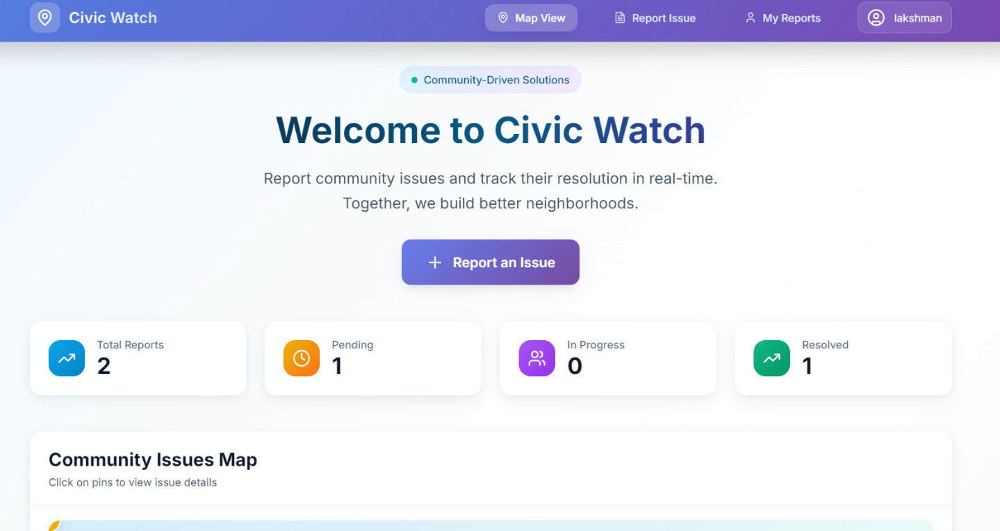 Civic Watch
Map View
Report Issue
My Reports
lakshman
Community-Driven Solutions
Welcome to Civic Watch
Report community issues and track their resolution in real-time.
Together, we build better neighborhoods.
Report an Issue
Total Reports
2
Pending
1
In Progress
0
Resolved
1
Community Issues Map
Click on pins to view issue details